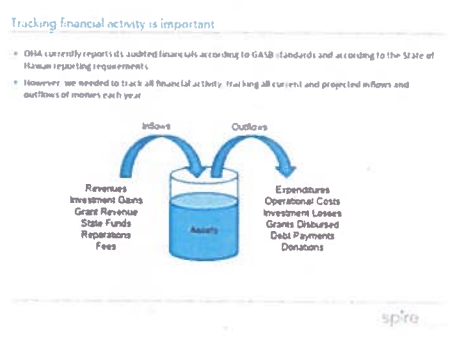 Tracking financial activity is important
OHA currently reports its audited financials according to GASB standards and according to the State of
Hawaii reporting requirements
However we needed to track all financial activity, tracking all current and projected inflows and
outflows of monies each year
Inflows
Outflows
Revenues
Investment Gains
Grant Revenue
State Funds
Reparations
Fees
Assets
Expenditures
Operational Costs
Investment Losses
Grants Disbursed
Debt Payments
Donations
spire